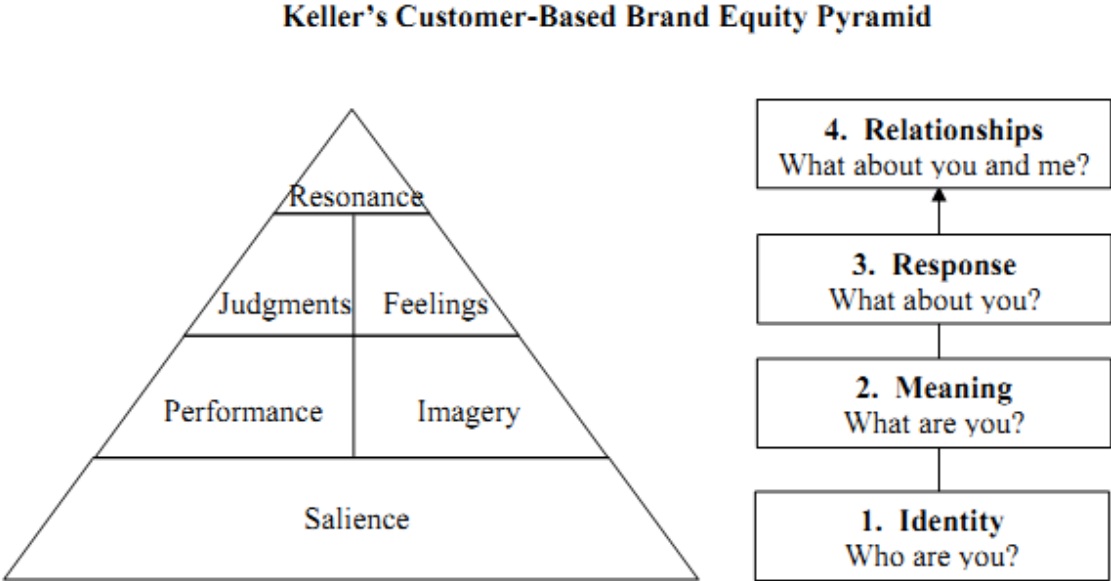 Keller's Customer-Based Brand Equity Pyramid
Resonance
Judgments
Feelings
Performance
Imagery
Salience
4. Relationships
What about you and me?
3. Response
What about you?
2. Meaning
What are you?
1. Identity
Who are you?